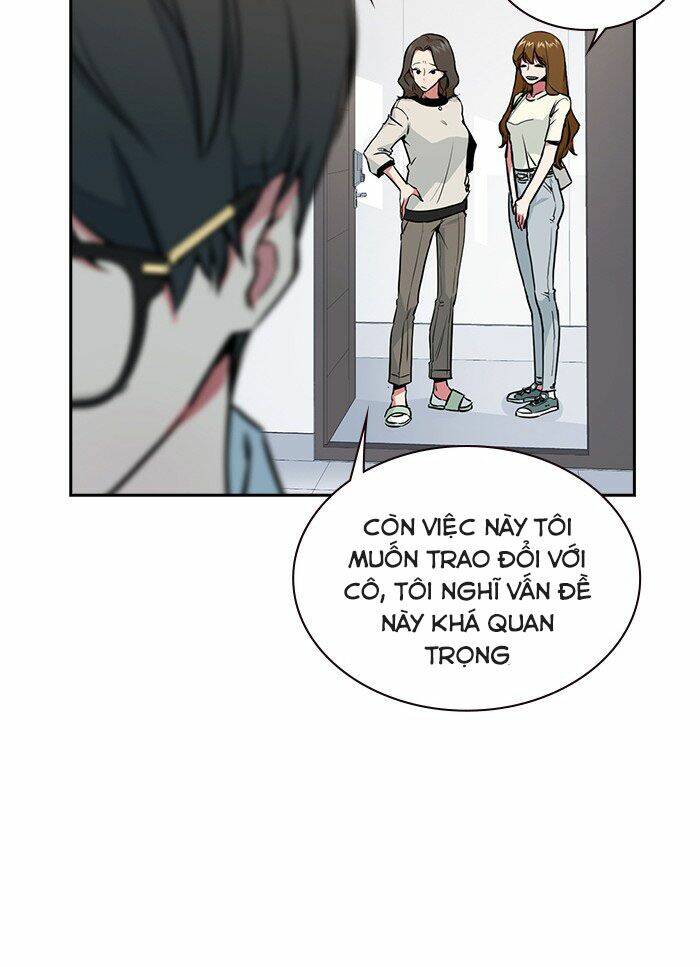 CÒN VIỆC NÀY TÔI
MUỐN TRAO ĐỔI VỚI
CÔ, TÔI NGHĨ VẤN ĐỀ
NÀY KHÁ QUAN
TRỌNG